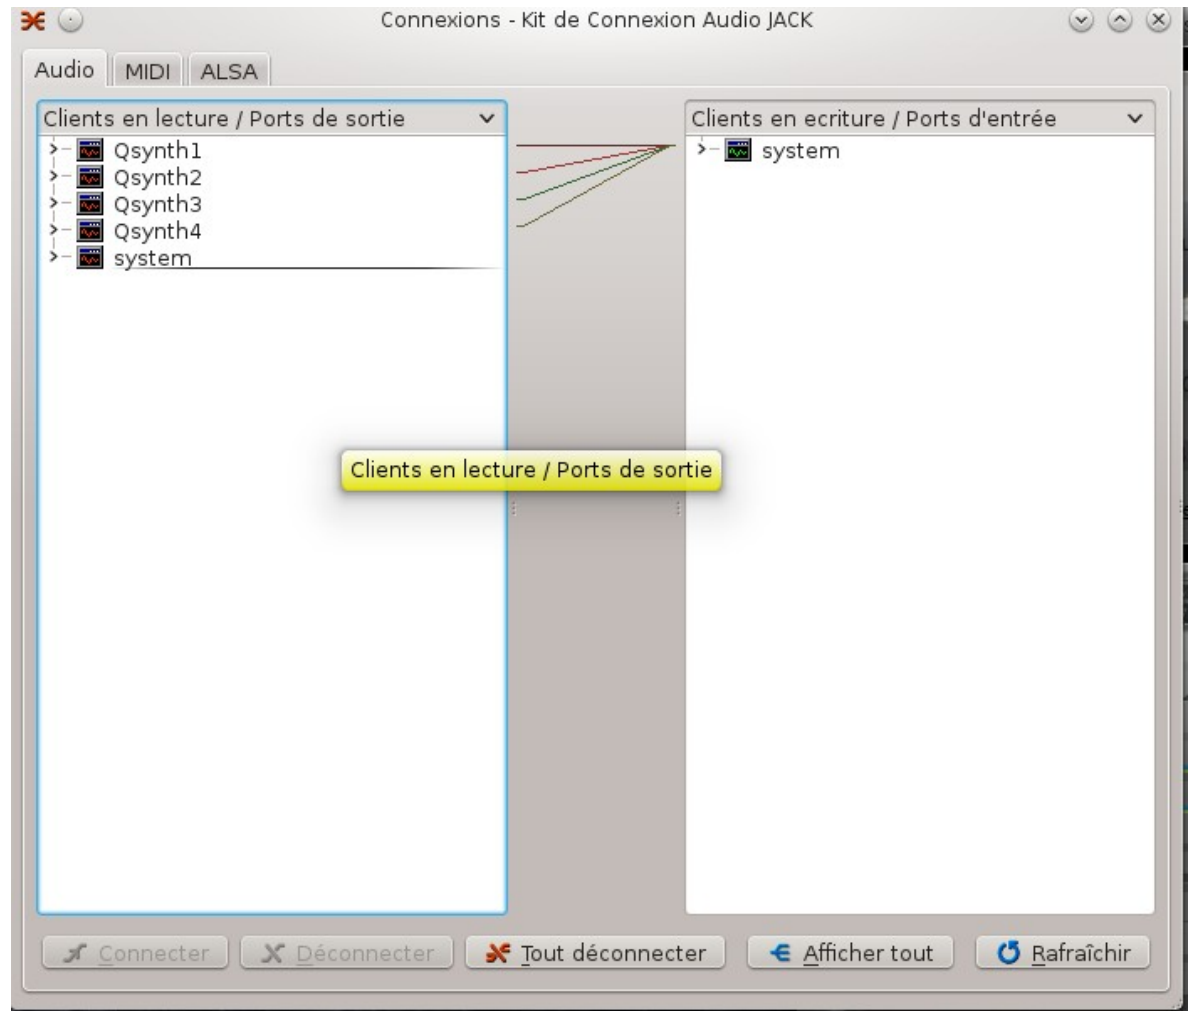 Connexions - Kit de Connexion Audio JACK
Audio MIDI ALSA
Clients en lecture / Ports de sortie
Qsynth1
Qsynth2
Qsynth3
Qsynth4
system
Clients en ecriture / Ports d'entrée
system
Clients en lecture / Ports de sortie
Connecter Déconnecter Tout déconnecter Afficher tout Rafraîchir